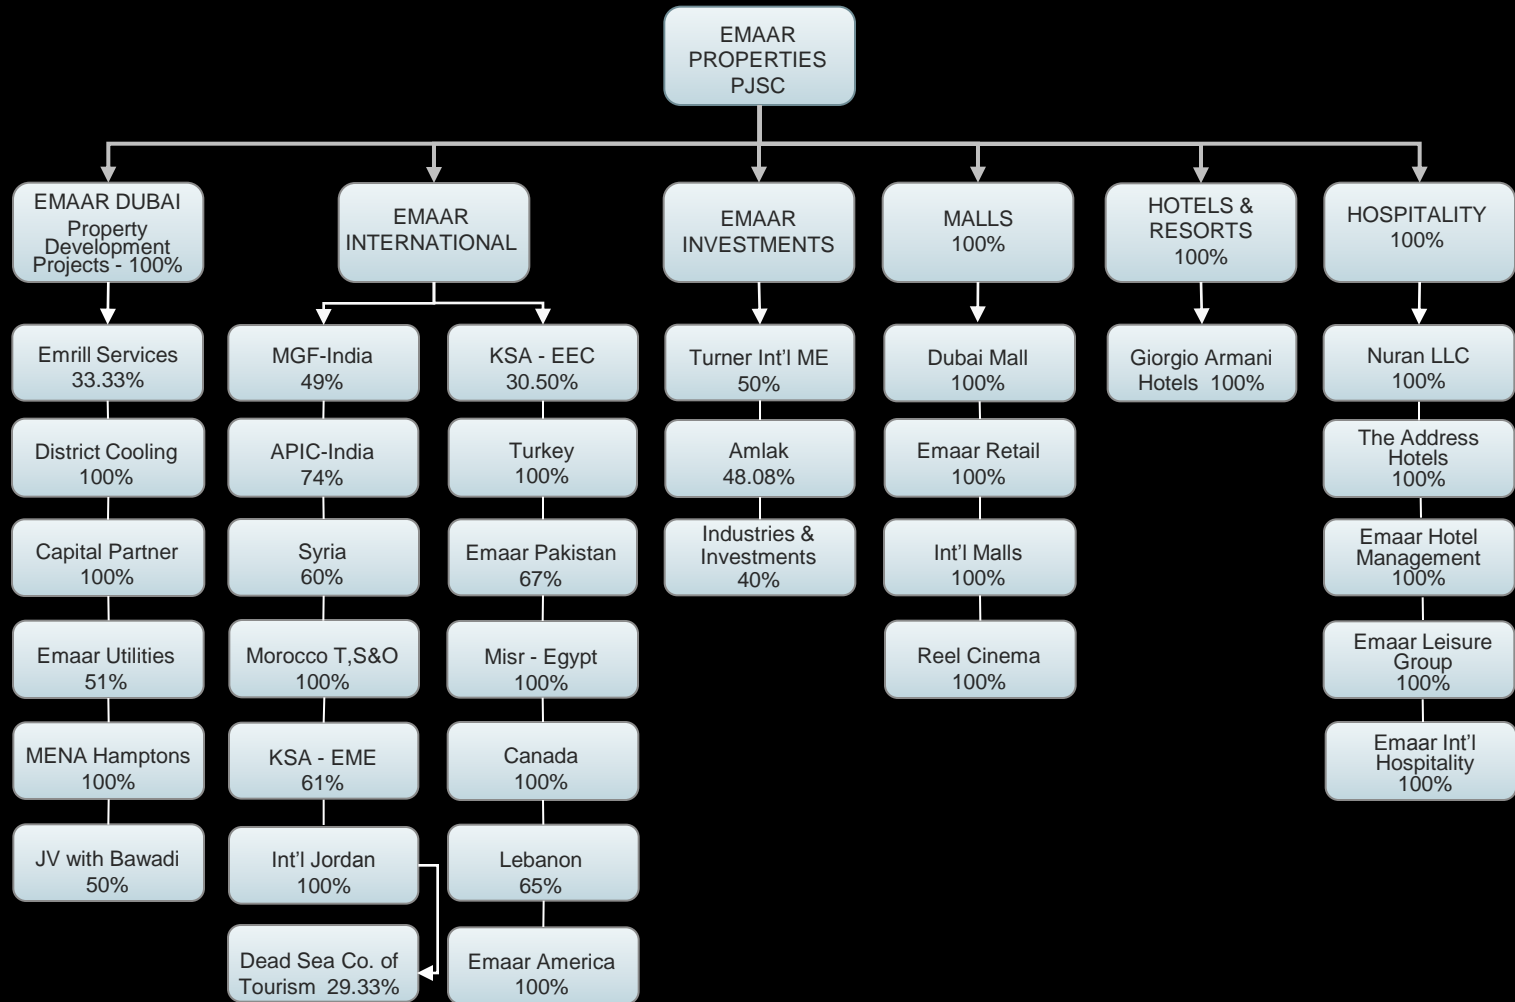 EMAAR
PROPERTIES
PJSC
EMAAR DUBAI
Property
Development
Projects - 100%
EMAAR
INTERNATIONAL
EMAAR
INVESTMENTS
MALLS
100%
HOTELS &
RESORTS
100%
HOSPITALITY
100%
Emrill Services
33.33%
District Cooling
100%
Capital Partner
100%
Emaar Utilities
51%
MENA Hamptons
100%
JV with Bawadi
50%
MGF-India
49%
APIC-India
74%
Syria
60%
Morocco T,S&O
100%
KSA - EME
61%
Int’l Jordan
100%
Dead Sea Co. of
Tourism 29.33%
KSA - EEC
30.50%
Turkey
100%
Emaar Pakistan
67%
Misr - Egypt
100%
Canada
100%
Lebanon
65%
Emaar America
100%
Turner Int’l ME
50%
Amlak
48.08%
Industries &
Investments
40%
Dubai Mall
100%
Emaar Retail
100%
Int’l Malls
100%
Reel Cinema
100%
Giorgio Armani
Hotels 100%
Nuran LLC
100%
The Address
Hotels
100%
Emaar Hotel
Management
100%
Emaar Leisure
Group
100%
Emaar Int’l
Hospitality
100%